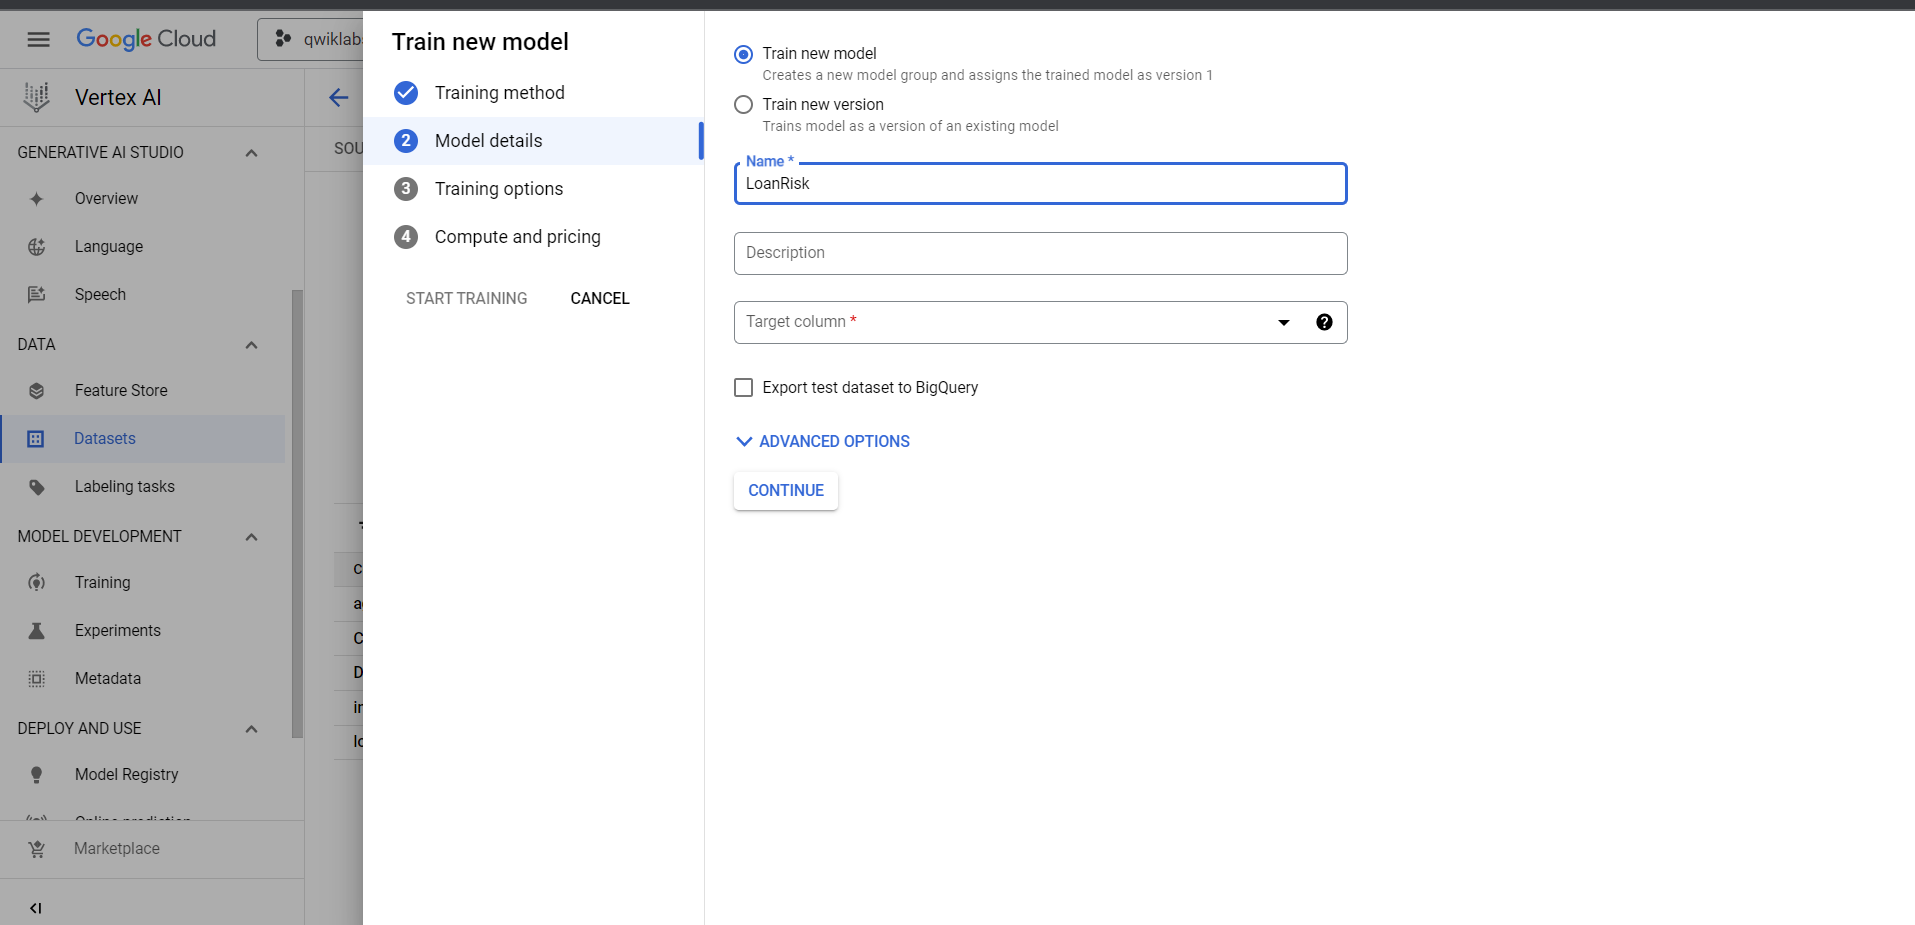 Google Cloud
qwiklab
Vertex AI
GENERATIVE AI STUDIO
Overview
Language
Speech
DATA
Feature Store
Datasets
Labeling tasks
MODEL DEVELOPMENT
Training
Experiments
Metadata
DEPLOY AND USE
Model Registry
Online prediction
Marketplace
SOU
Train new model
Training method
2 Model details
3 Training options
4 Compute and pricing
START TRAINING CANCEL
Train new model
Creates a new model group and assigns the trained model as version 1
Train new version
Trains model as a version of an existing model
Name *
LoanRisk
Description
Target column *
Export test dataset to BigQuery
ADVANCED OPTIONS
CONTINUE